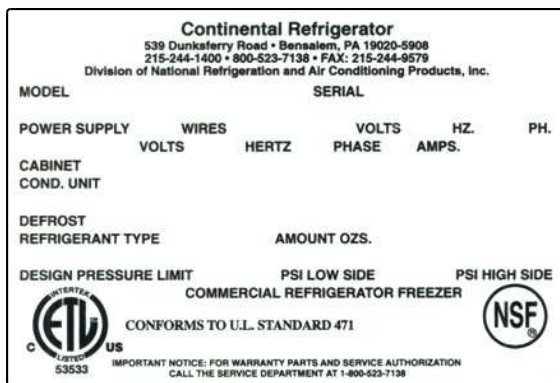 Continental Refrigerator
539 Dunksferry Road • Bensalem, PA 19020-5908
215-244-1400 • 800-523-7138 • FAX: 215-244-9579
Division of National Refrigeration and Air Conditioning Products, Inc.
MODEL SERIAL
POWER SUPPLY WIRES VOLTS HZ. PH.
VOLTS HERTZ PHASE AMPS.
CABINET
COND. UNIT
DEFROST
REFRIGERANT TYPE AMOUNT OZS.
DESIGN PRESSURE LIMIT PSI LOW SIDE PSI HIGH SIDE
COMMERCIAL REFRIGERATOR FREEZER
INTERTEK
ETL
LISTED
C US
53533
CONFORMS TO U.L. STANDARD 471
NSF
IMPORTANT NOTICE: FOR WARRANTY PARTS AND SERVICE AUTHORIZATION
CALL THE SERVICE DEPARTMENT AT 1-800-523-7138